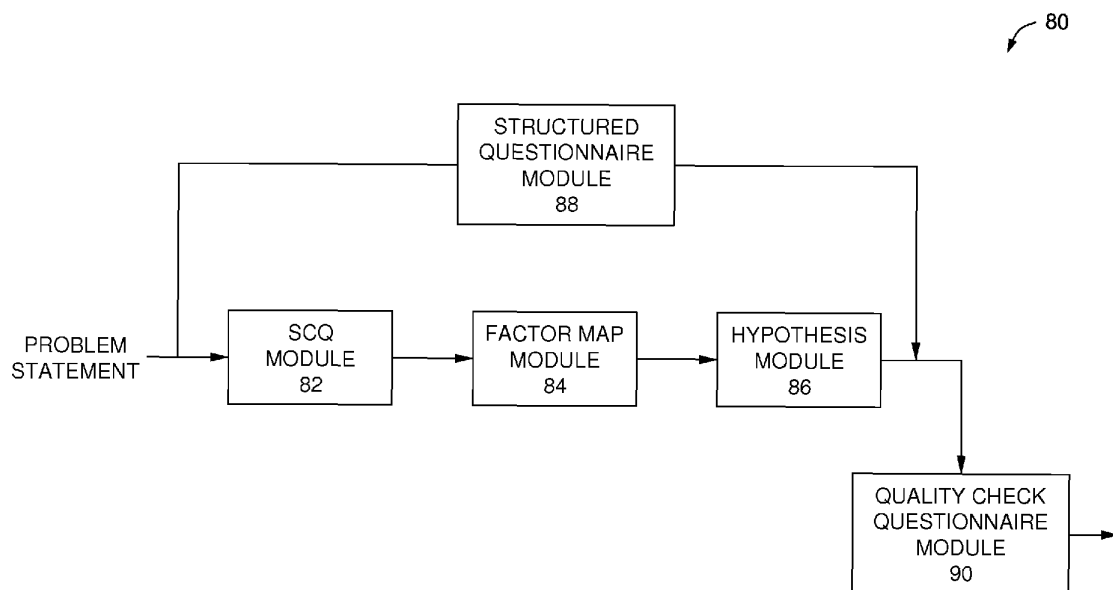 80
STRUCTURED
QUESTIONNAIRE
MODULE
88
PROBLEM
STATEMENT
SCQ
MODULE
82
FACTOR MAP
MODULE
84
HYPOTHESIS
MODULE
86
QUALITY CHECK
QUESTIONNAIRE
MODULE
90